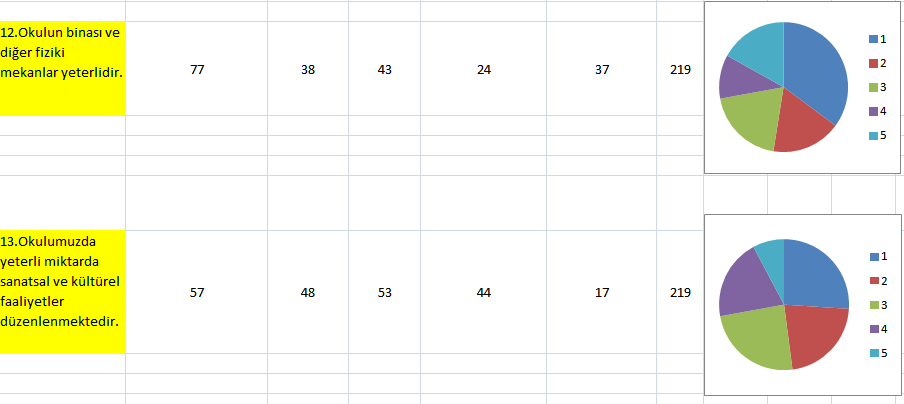 12.Okulun binası ve
diğer fiziki
mekanlar yeterlidir.
77 38 43 24 37 219
1
2
3
4
5
13.Okulumuzda
yeterli miktarda
sanatsal ve kültürel
faaliyetler
düzenlenmektedir.
57 48 53 44 17 219
1
2
3
4
5